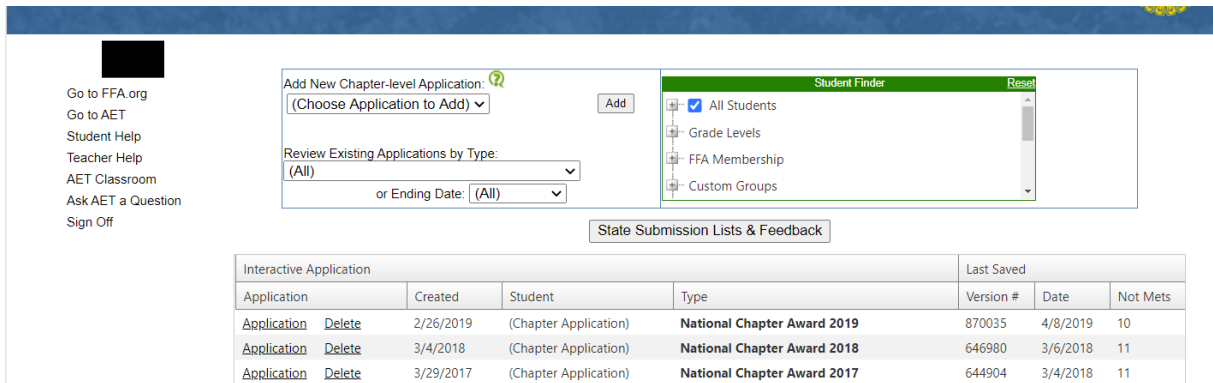 Go to FFA.org
Go to AET
Student Help
Teacher Help
AET Classroom
Ask AET a Question
Sign Off
Add New Chapter-level Application:
(Choose Application to Add)
Add
Review Existing Applications by Type:
(All)
or Ending Date: (All)
Student Finder Reset
All Students
Grade Levels
FFA Membership
Custom Groups
State Submission Lists & Feedback
Interactive Application Last Saved
Application Created Student Type Version # Date Not Mets
Application Delete 2/26/2019 (Chapter Application) National Chapter Award 2019 870035 4/8/2019 10
Application Delete 3/4/2018 (Chapter Application) National Chapter Award 2018 646980 3/6/2018 11
Application Delete 3/29/2017 (Chapter Application) National Chapter Award 2017 644904 3/4/2018 11